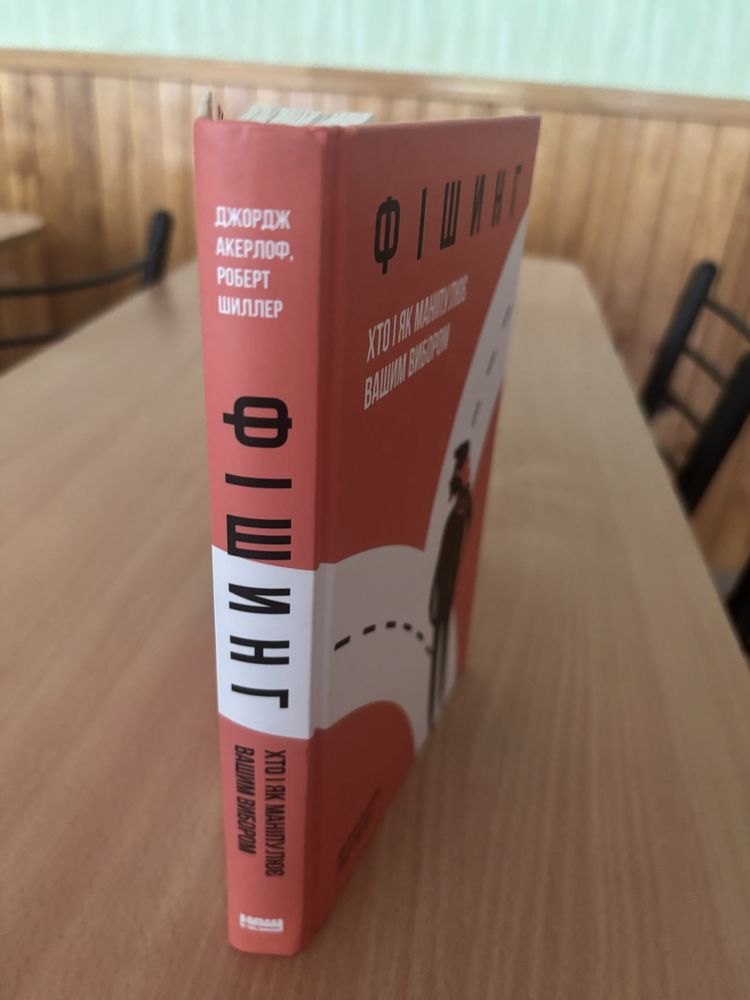 ДЖОРДЖ
АКЕРЛОФ,
РОБЕРТ
ШИЛЛЕР
ФІШИНГ
ХТО І ЯК МАНІПУЛЮЄ
ВАШИМ ВИБОРОМ
ФІШИНГ
ХТО І ЯК МАНІПУЛЮЄ
ВАШИМ ВИБОРОМ